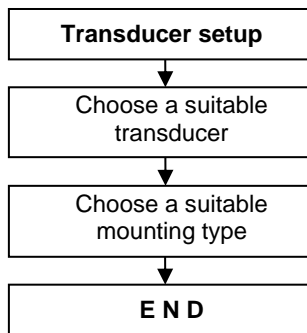 Transducer setup
Choose a suitable
transducer
Choose a suitable
mounting type
E N D